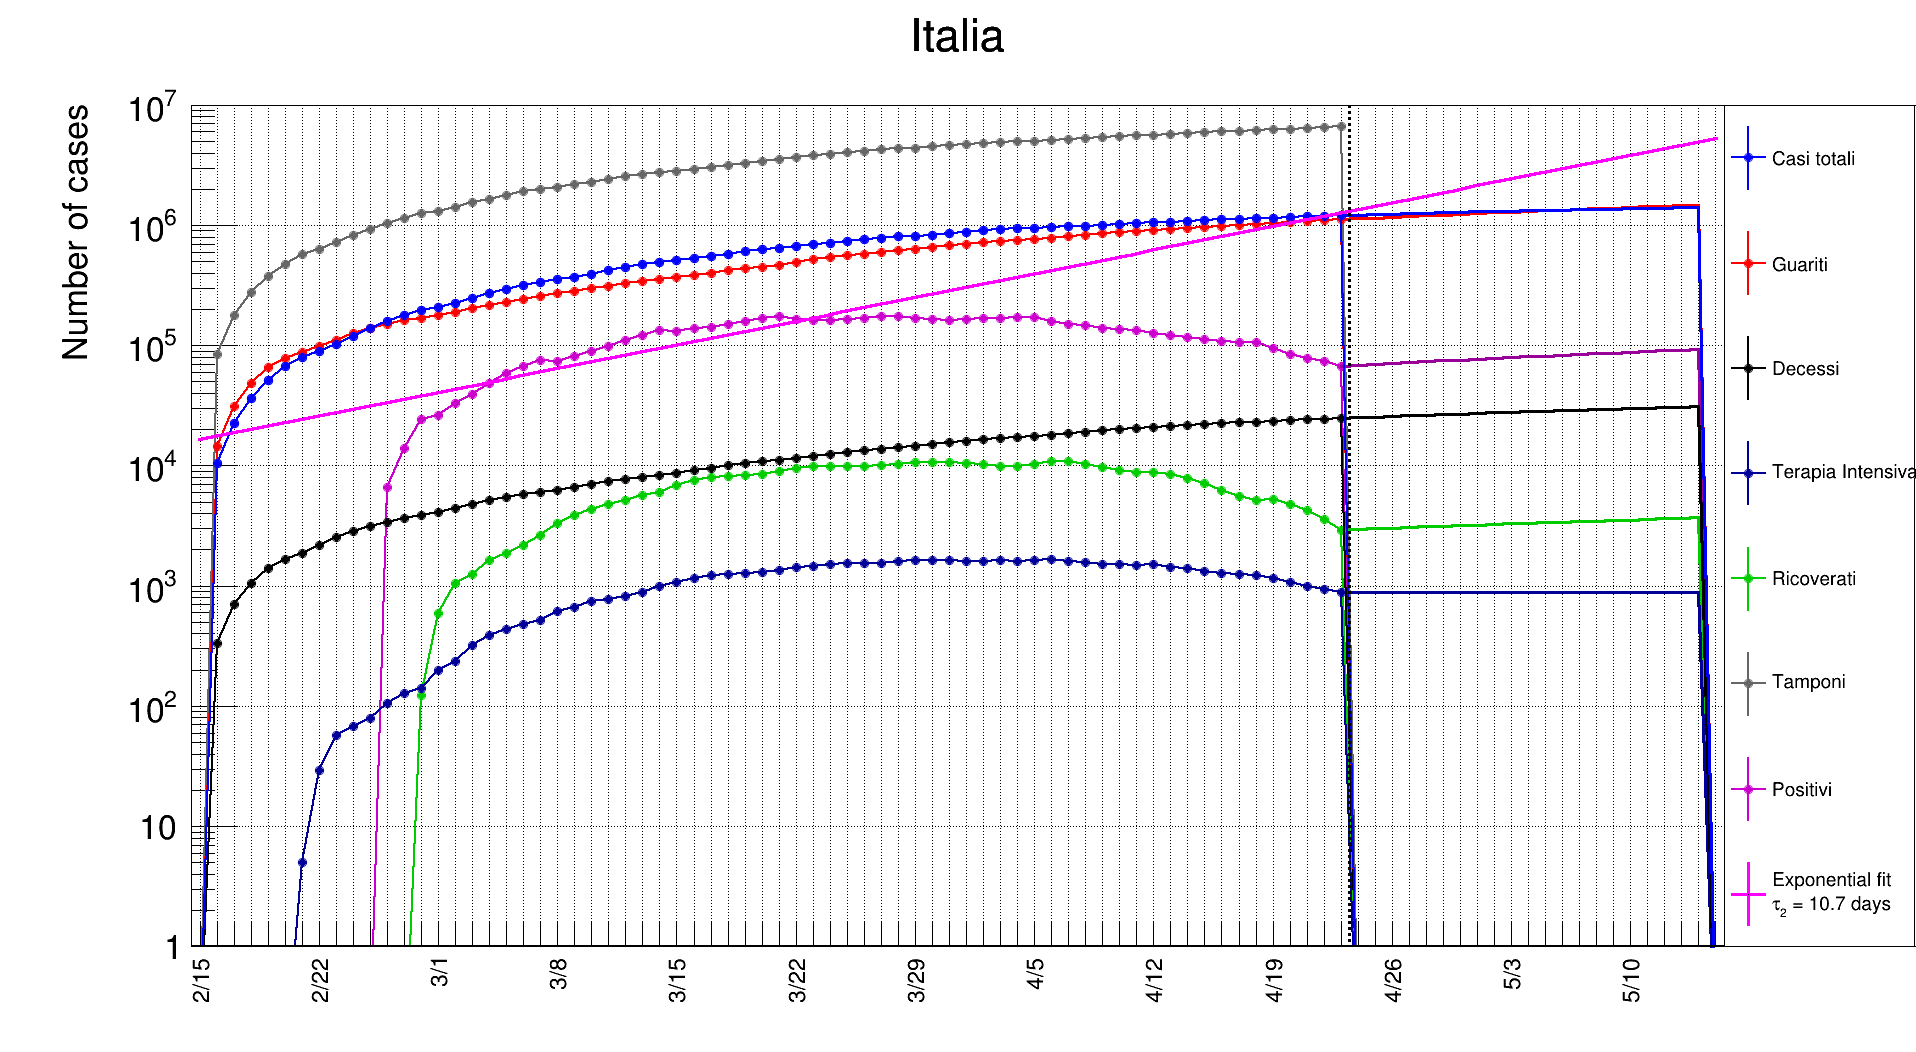 Italia
Number of cases
10^7
10^6
10^5
10^4
10^3
10^2
10
1
2/15
2/22
3/1
3/8
3/15
3/22
3/29
4/5
4/12
4/19
4/26
5/3
5/10
Casi totali
Guariti
Decessi
Terapia Intensiva
Ricoverati
Tamponi
Positivi
Exponential fit
τ_2 = 10.7 days